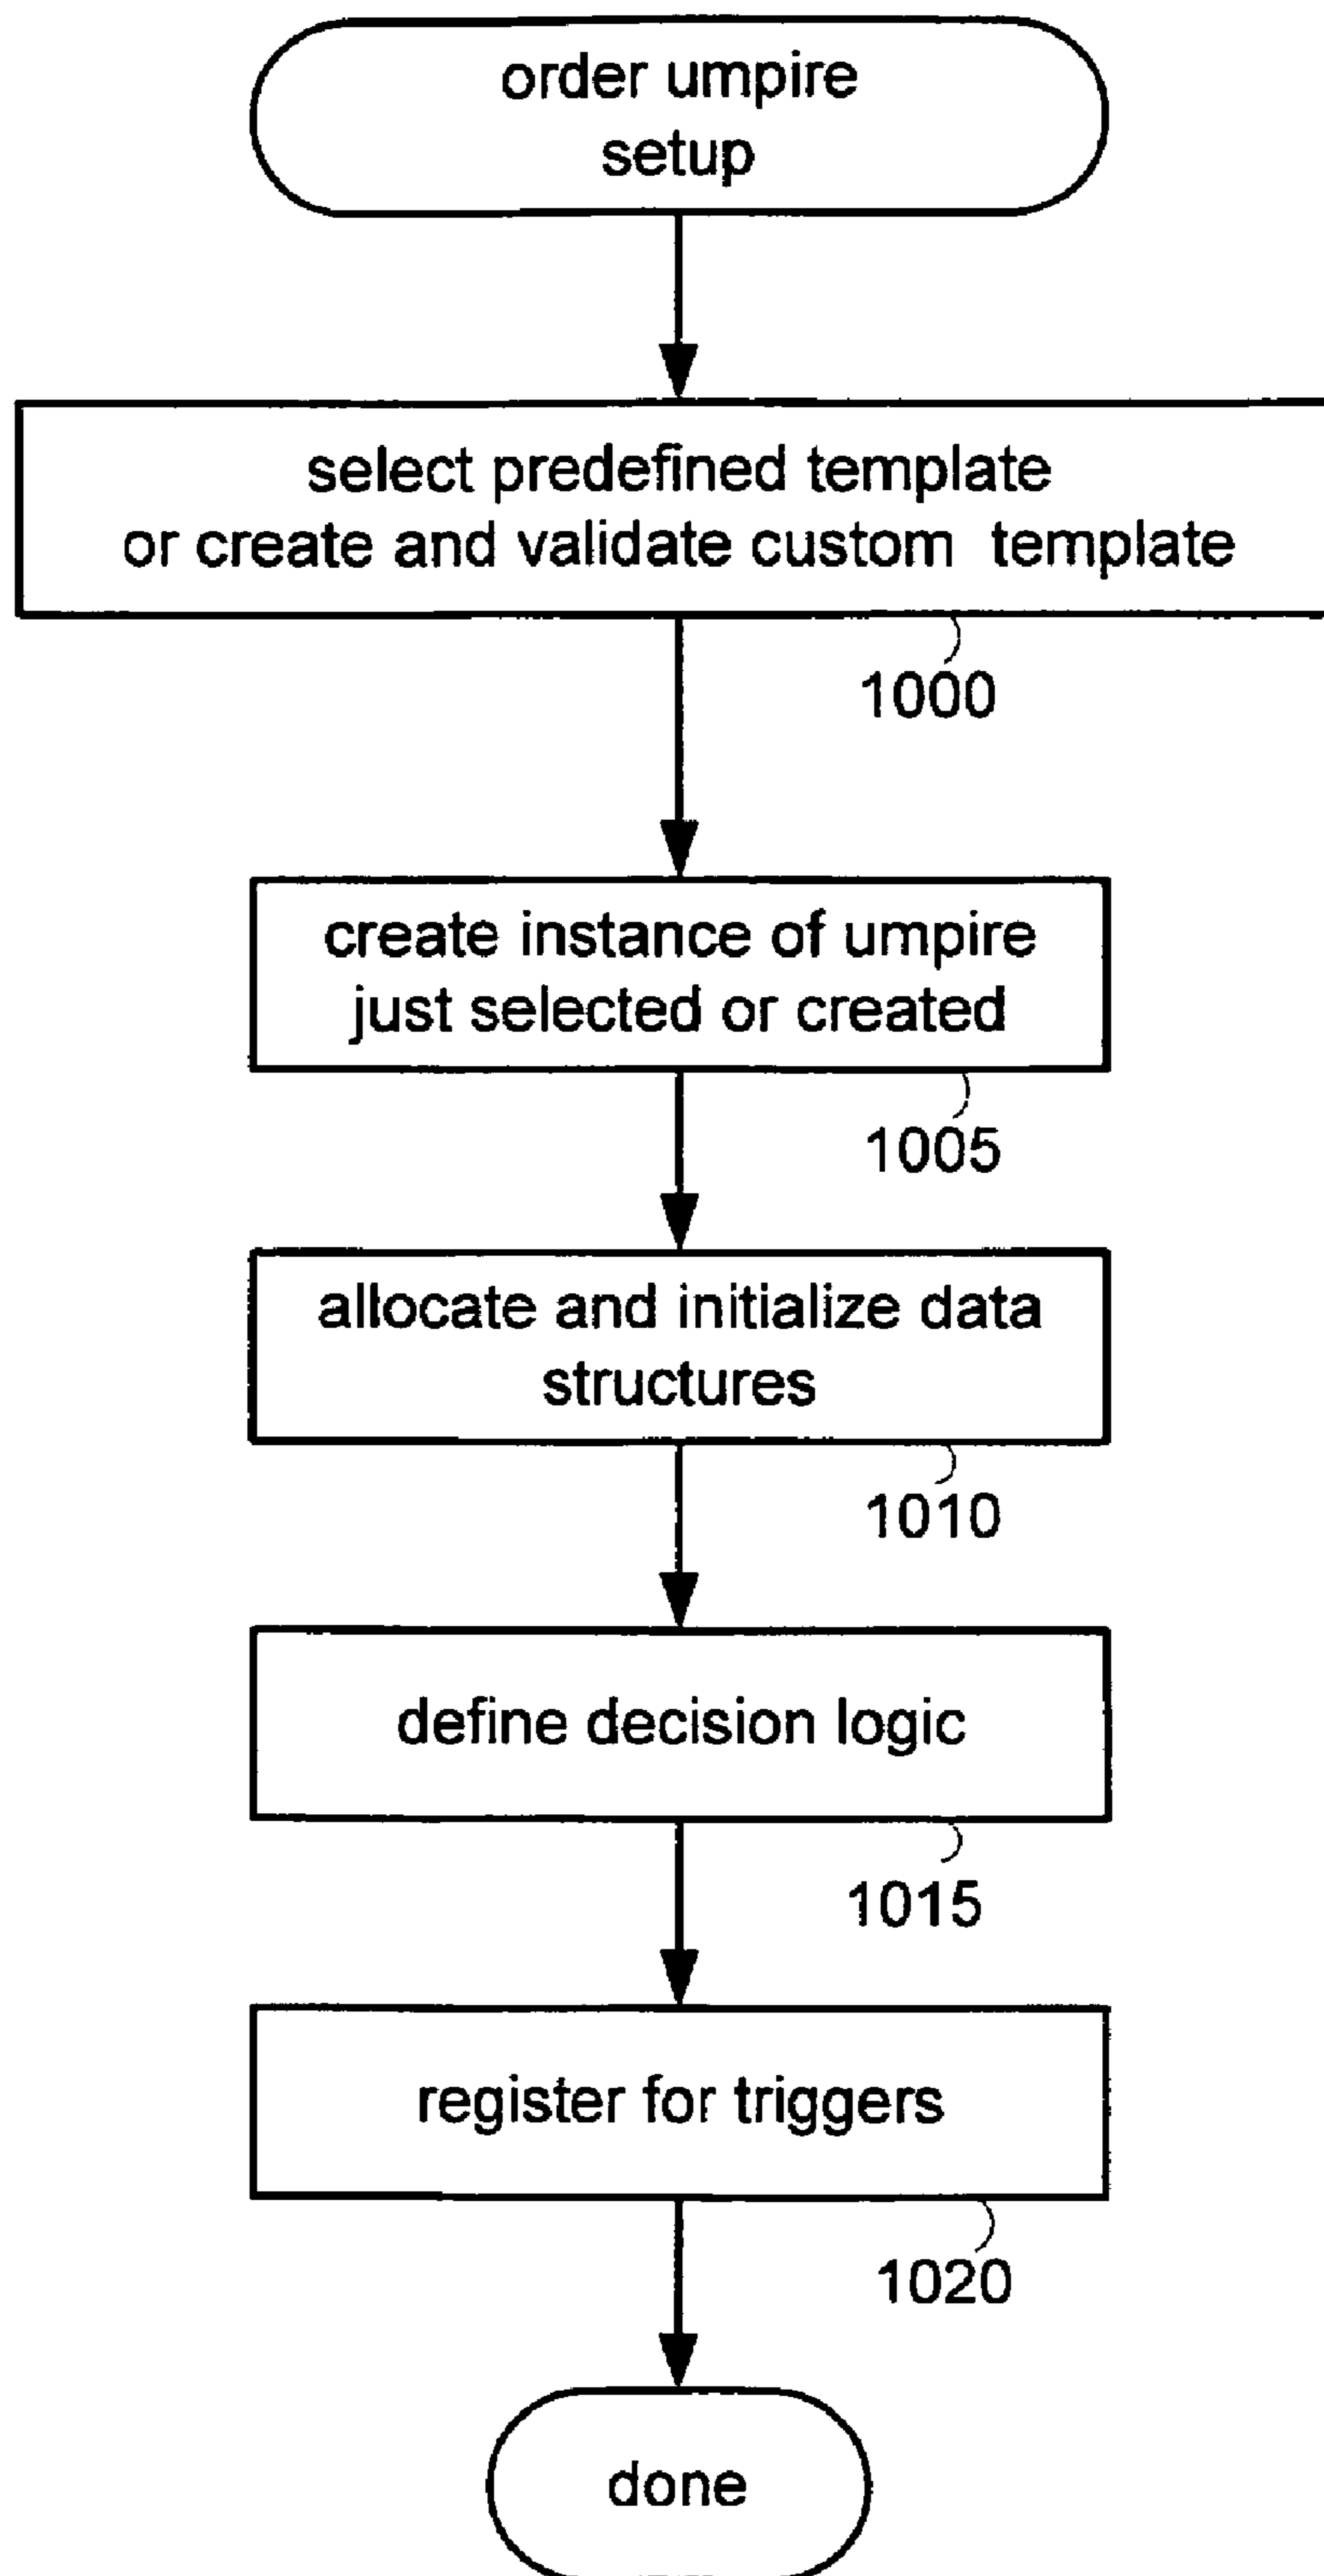 order umpire
setup
select predefined template
or create and validate custom template
1000
create instance of umpire
just selected or created
1005
allocate and initialize data
structures
1010
define decision logic
1015
register for triggers
1020
done